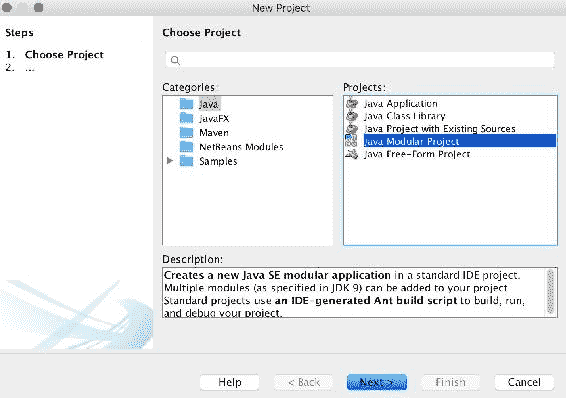 New Project
Steps
1. Choose Project
2. ...
Choose Project
Categories:
Java
JavaFX
Maven
NetBeans Modules
Samples
Projects:
Java Application
Java Class Library
Java Project with Existing Sources
Java Modular Project
Java Free-Form Project
Description:
Creates a new Java SE modular application in a standard IDE project.
Multiple modules (as specified in JDK 9) can be added to your project
Standard projects use an IDE-generated Ant build script to build, run,
and debug your project.
Help
< Back
Next >
Finish
Cancel